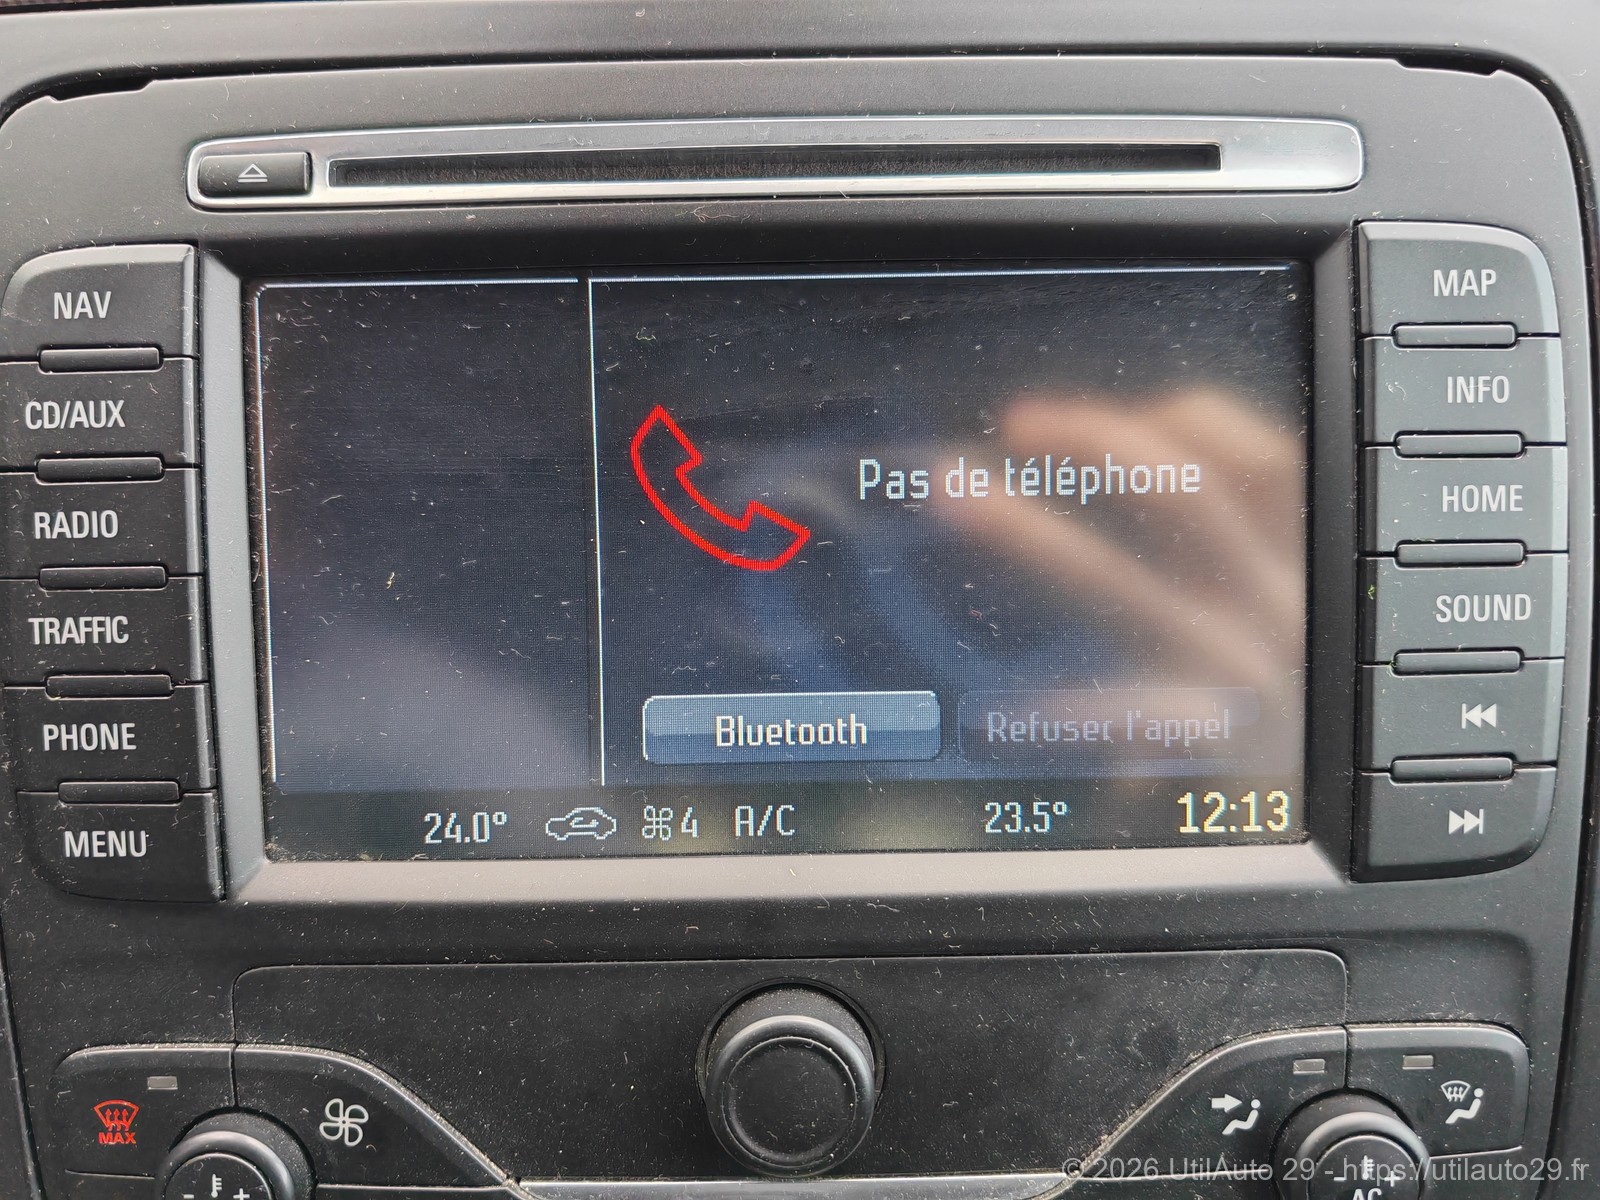 NAV
CD/AUX
RADIO
TRAFFIC
PHONE
MENU
Pas de téléphone
Bluetooth
Refuser l'appel
24.0°
4
A/C
23.5°
12:13
MAP
INFO
HOME
SOUND
MAX
- +
- +
AC
© 2026 UtilAuto 29 - https://utilauto29.fr